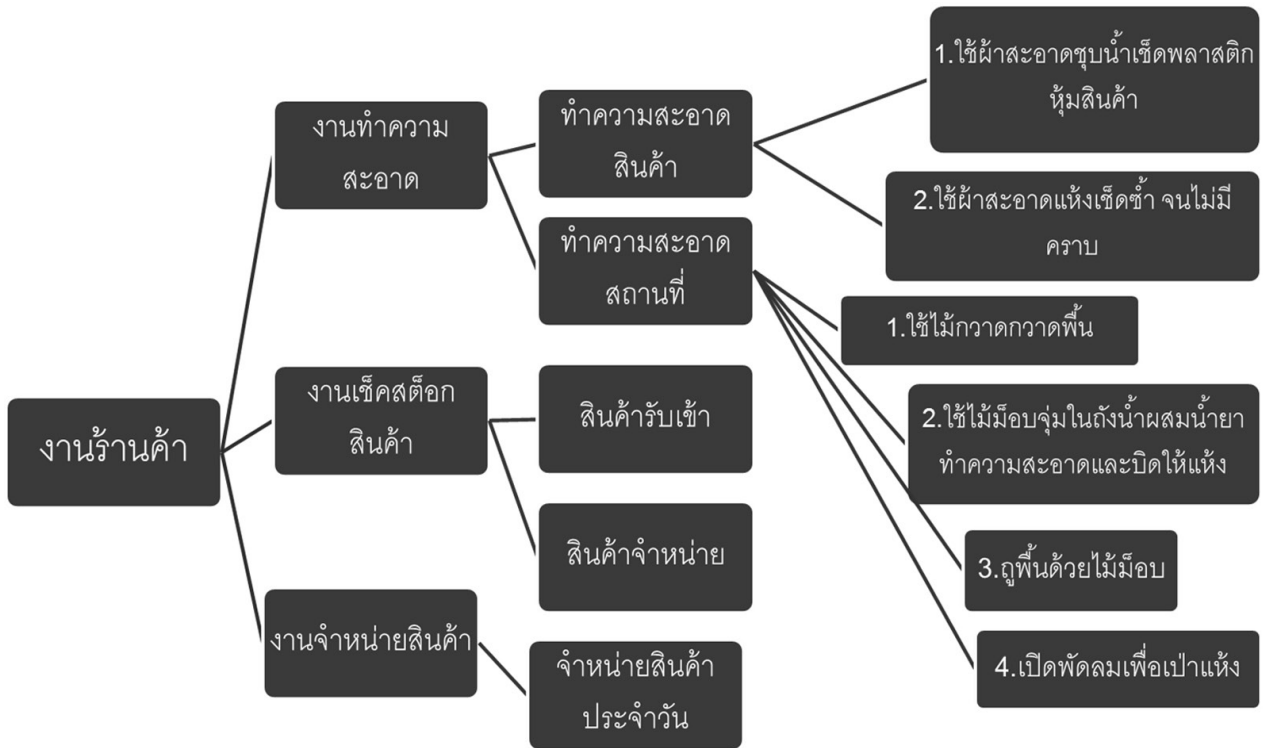 งานร้านค้า
งานทำความ
สะอาด
ทำความสะอาด
สินค้า
1.ใช้ผ้าสะอาดชุบน้ำเช็ดพลาสติก
หุ้มสินค้า
2.ใช้ผ้าสะอาดแห้งเช็ดซ้ำ จนไม่มี
คราบ
ทำความสะอาด
สถานที่
1.ใช้ไม้กวาดกวาดพื้น
2.ใช้ไม้ม็อบจุ่มในถังน้ำผสมน้ำยา
ทำความสะอาดและบิดให้แห้ง
3.ถูพื้นด้วยไม้ม็อบ
4.เปิดพัดลมเพื่อเป่าแห้ง
งานเช็คสต็อก
สินค้า
สินค้ารับเข้า
สินค้าจำหน่าย
งานจำหน่ายสินค้า
จำหน่ายสินค้า
ประจำวัน